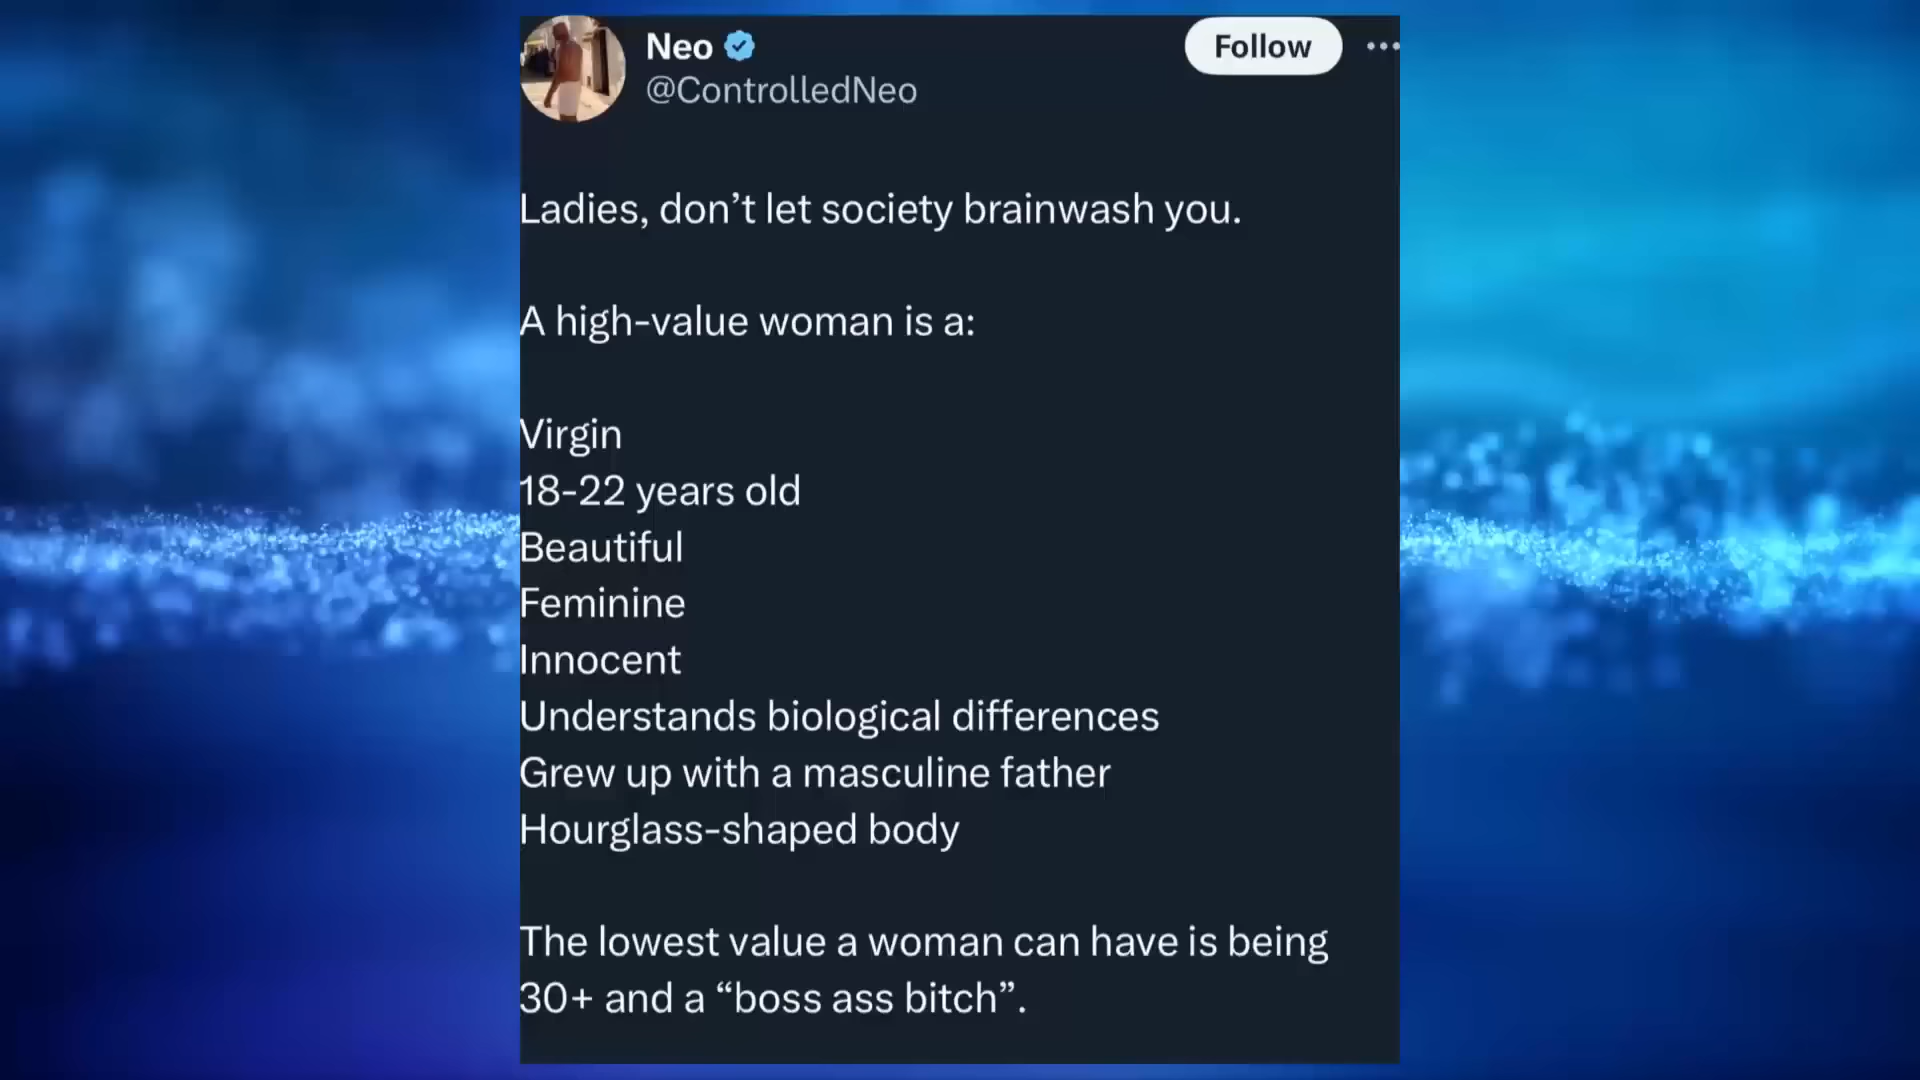 Neo
@ControlledNeo
Follow
Ladies, don’t let society brainwash you.
A high-value woman is a:
Virgin
18-22 years old
Beautiful
Feminine
Innocent
Understands biological differences
Grew up with a masculine father
Hourglass-shaped body
The lowest value a woman can have is being
30+ and a “boss ass bitch”.